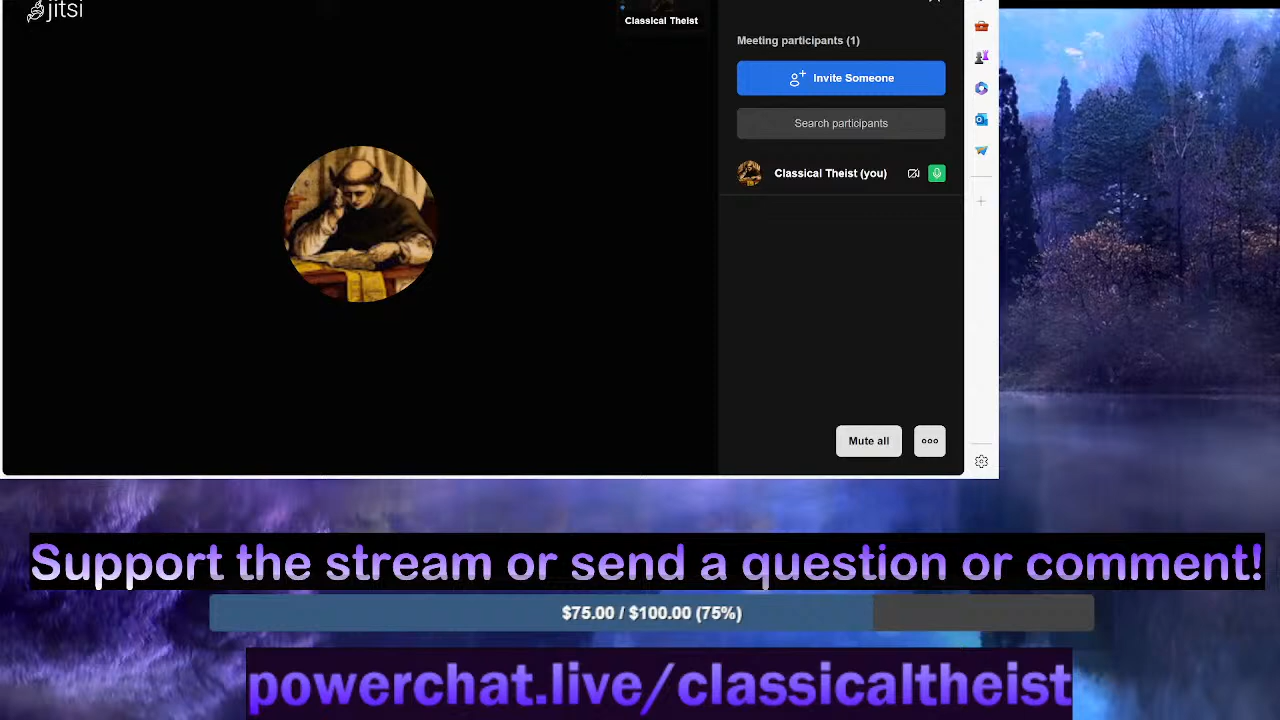 jitsi
Classical Theist
Meeting participants (1)
Invite Someone
Search participants
Classical Theist (you)
Mute all
Support the stream or send a question or comment!
$75.00 / $100.00 (75%)
powerchat.live/classicaltheist